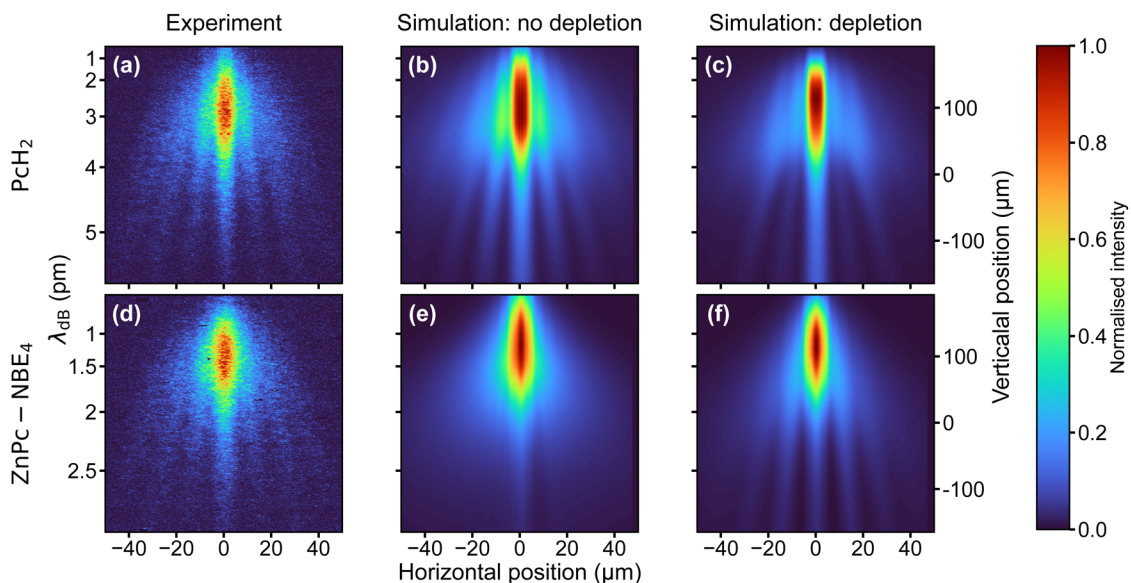 Experiment
Simulation: no depletion
Simulation: depletion
(a)
(b)
(c)
1
2
3
4
5
PcH₂
100
0
-100
(d)
(e)
(f)
1
1.5
2
2.5
ZnPc – NBE₄
λdB (pm)
100
0
-100
Verticalal position (μm)
−40 −20 0 20 40
−40 −20 0 20 40
−40 −20 0 20 40
Horizontal position (μm)
1.0
0.8
0.6
0.4
0.2
0.0
Normalised intensity